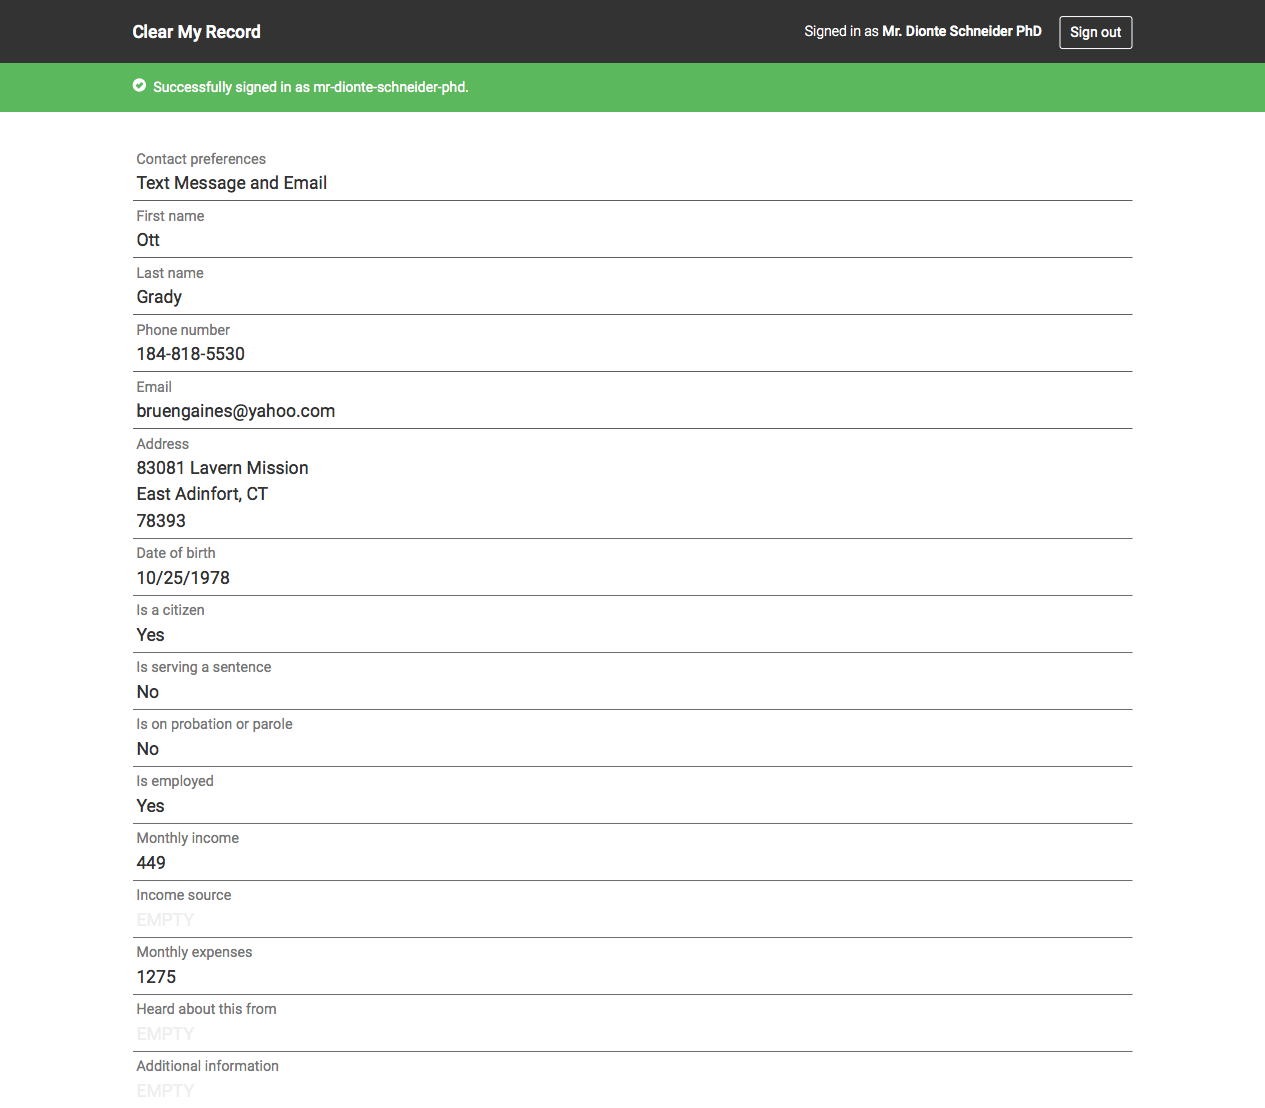 Clear My Record
Signed in as Mr. Dionte Schneider PhD
Sign out
Successfully signed in as mr-dionte-schneider-phd.
Contact preferences
Text Message and Email
First name
Ott
Last name
Grady
Phone number
184-818-5530
Email
bruengaines@yahoo.com
Address
83081 Lavern Mission
East Adinfort, CT
78393
Date of birth
10/25/1978
Is a citizen
Yes
Is serving a sentence
No
Is on probation or parole
No
Is employed
Yes
Monthly income
449
Income source
EMPTY
Monthly expenses
1275
Heard about this from
EMPTY
Additional information
EMPTY